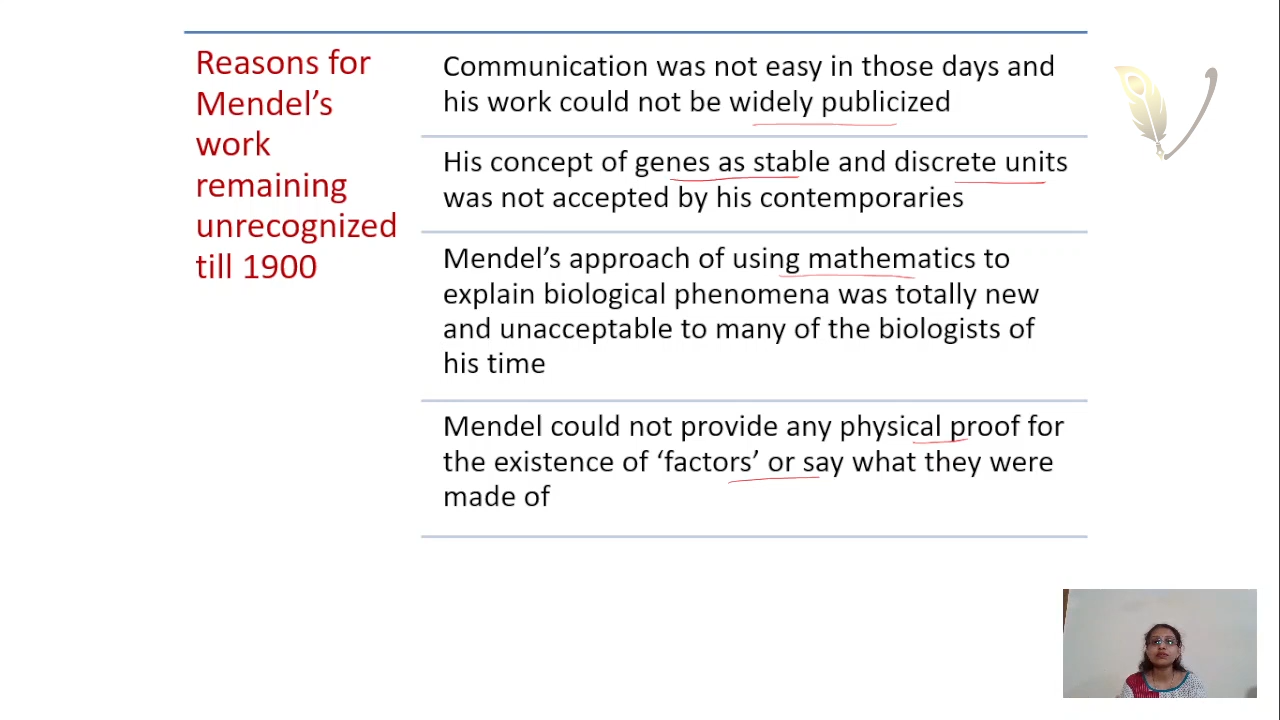 Reasons for
Mendel’s
work
remaining
unrecognized
till 1900
Communication was not easy in those days and
his work could not be widely publicized
His concept of genes as stable and discrete units
was not accepted by his contemporaries
Mendel’s approach of using mathematics to
explain biological phenomena was totally new
and unacceptable to many of the biologists of
his time
Mendel could not provide any physical proof for
the existence of ‘factors’ or say what they were
made of